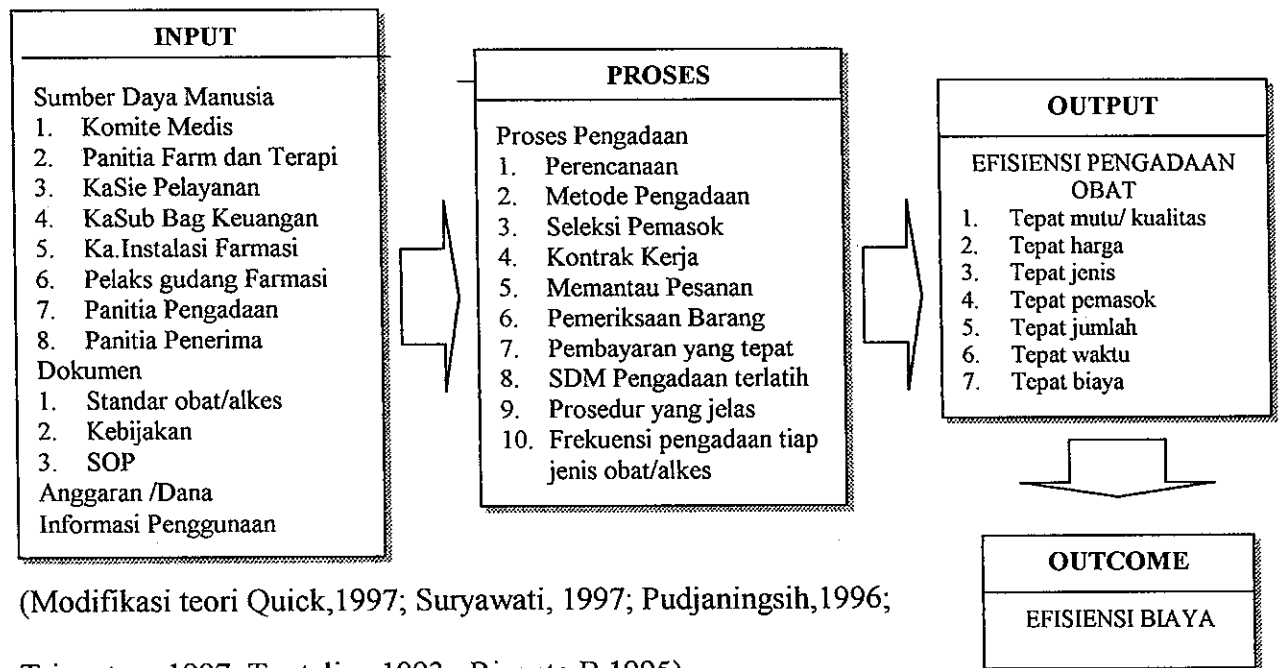 INPUT
Sumber Daya Manusia
1. Komite Medis
2. Panitia Farm dan Terapi
3. KaSie Pelayanan
4. KaSub Bag Keuangan
5. Ka.Instalasi Farmasi
6. Pelaks gudang Farmasi
7. Panitia Pengadaan
8. Panitia Penerima
Dokumen
1. Standar obat/alkes
2. Kebijakan
3. SOP
Anggaran /Dana
Informasi Penggunaan
PROSES
Proses Pengadaan
1. Perencanaan
2. Metode Pengadaan
3. Seleksi Pemasok
4. Kontrak Kerja
5. Memantau Pesanan
6. Pemeriksaan Barang
7. Pembayaran yang tepat
8. SDM Pengadaan terlatih
9. Prosedur yang jelas
10. Frekuensi pengadaan tiap
jenis obat/alkes
OUTPUT
EFISIENSI PENGADAAN
OBAT
1. Tepat mutu/ kualitas
2. Tepat harga
3. Tepat jenis
4. Tepat pemasok
5. Tepat jumlah
6. Tepat waktu
7. Tepat biaya
OUTCOME
EFISIENSI BIAYA
(Modifikasi teori Quick,1997; Suryawati, 1997; Pudjaningsih,1996;